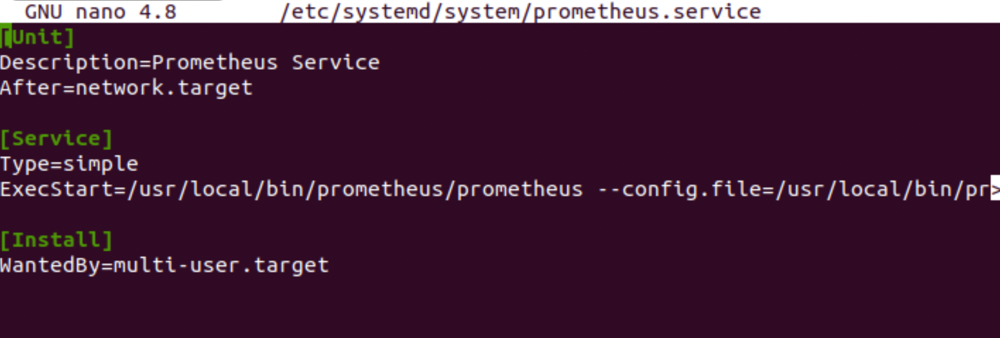 GNU nano 4.8 /etc/systemd/system/prometheus.service
[Unit]
Description=Prometheus Service
After=network.target
[Service]
Type=simple
ExecStart=/usr/local/bin/prometheus/prometheus --config.file=/usr/local/bin/pr>
[Install]
WantedBy=multi-user.target